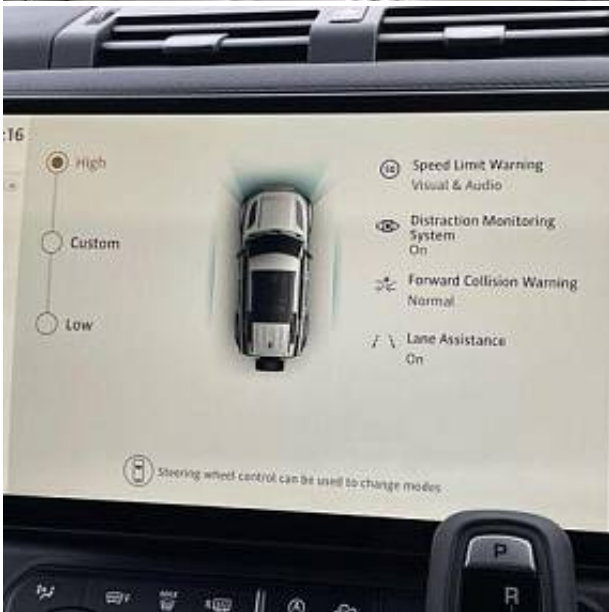 :16
High
Custom
Low
Speed Limit Warning
Visual & Audio
Distraction Monitoring
System
On
Forward Collision Warning
Normal
Lane Assistance
On
Steering wheel control can be used to change modes
P
R
MAX